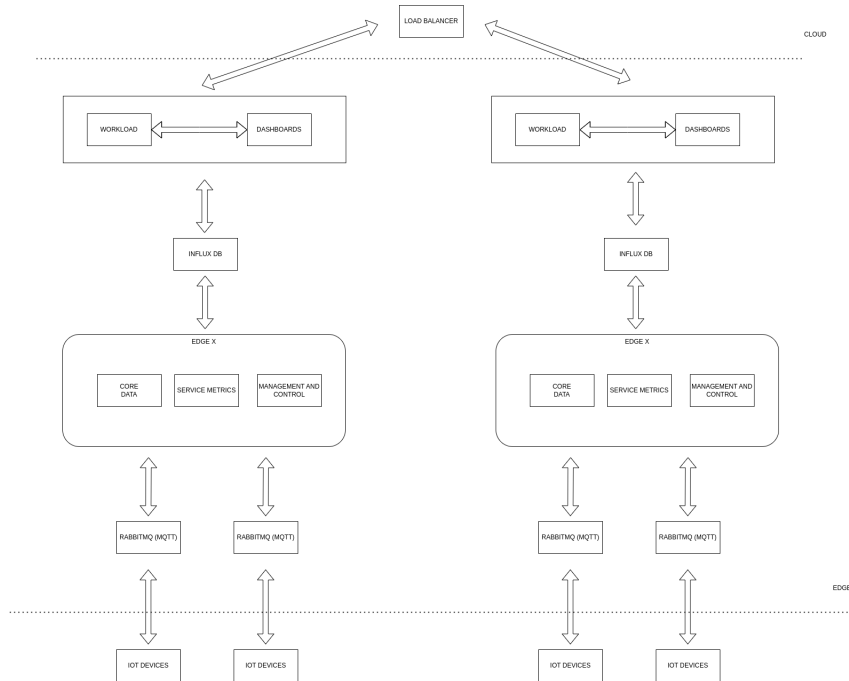 LOAD BALANCER
CLOUD
WORKLOAD
DASHBOARDS
WORKLOAD
DASHBOARDS
INFLUX DB
INFLUX DB
EDGE X
EDGE X
CORE
DATA
SERVICE METRICS
MANAGEMENT AND
CONTROL
CORE
DATA
SERVICE METRICS
MANAGEMENT AND
CONTROL
RABBITMQ (MQTT)
RABBITMQ (MQTT)
RABBITMQ (MQTT)
RABBITMQ (MQTT)
EDGE
IOT DEVICES
IOT DEVICES
IOT DEVICES
IOT DEVICES